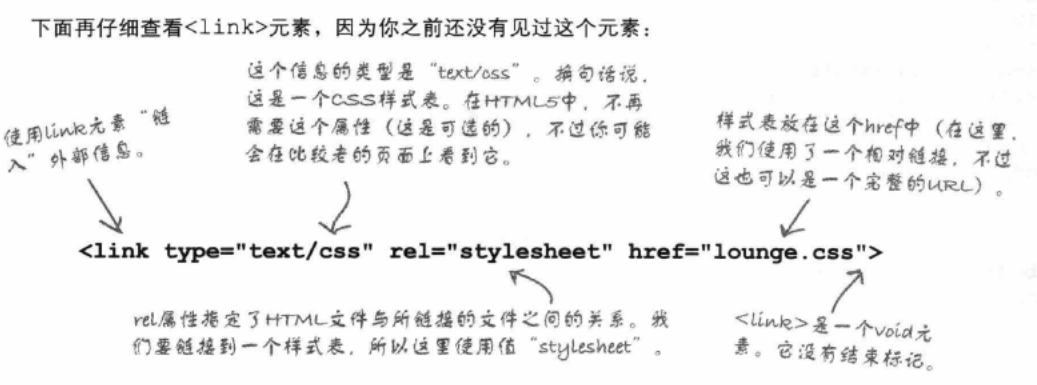 下面再仔细查看<link>元素，因为你之前还没有见过这个元素：
使用link元素“链
入”外部信息。
这个信息的类型是“text/css”。换句话说，
这是一个CSS样式表。在HTML5中，不再
需要这个属性（这是可选的），不过你可能
会在比较老的页面上看到它。
样式表放在这个href中（在这里，
我们使用了一个相对链接，不过
这也可以是一个完整的URL）。
<link type="text/css" rel="stylesheet" href="lounge.css">
rel属性指定了HTML文件与所链接的文件之间的关系。我
们要链接到一个样式表，所以这里使用值“stylesheet”。
<link>是一个void元
素。它没有结束标记。